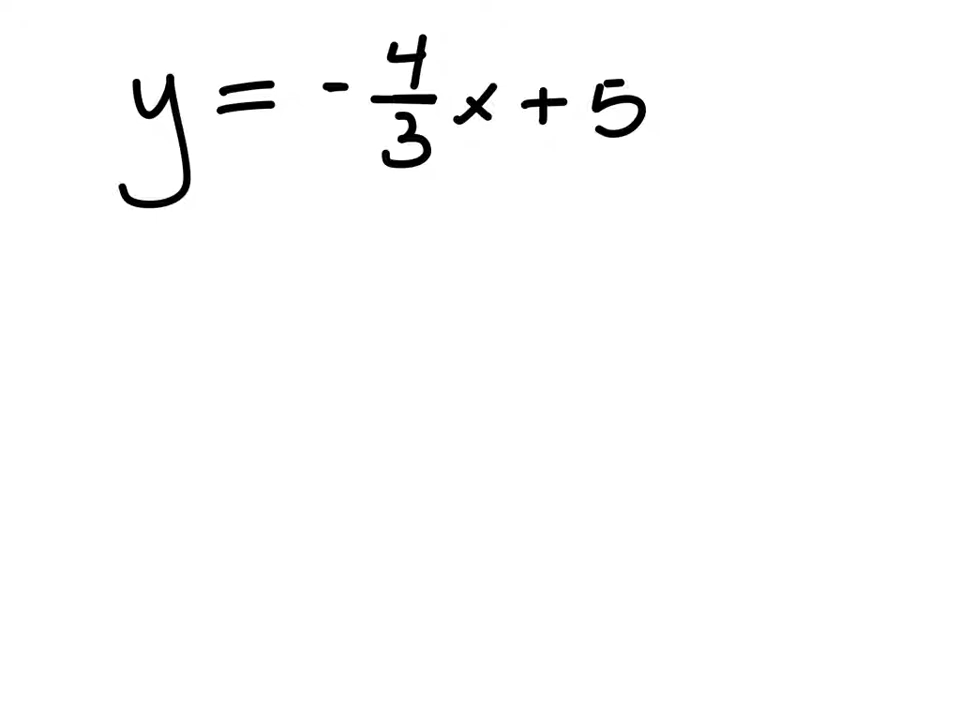 y = -4/3x + 5